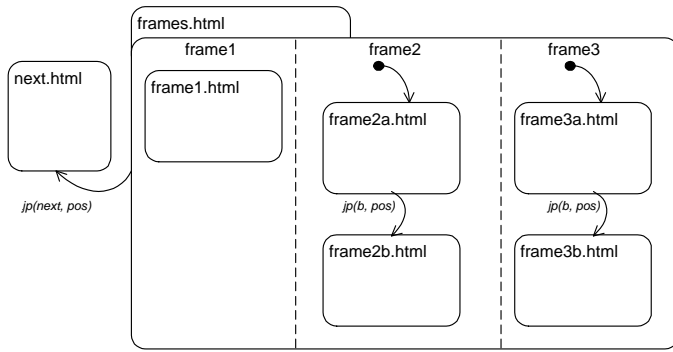 frames.html
frame1
frame2
frame3
next.html
frame1.html
frame2a.html
frame3a.html
jp(next, pos)
jp(b, pos)
jp(b, pos)
frame2b.html
frame3b.html